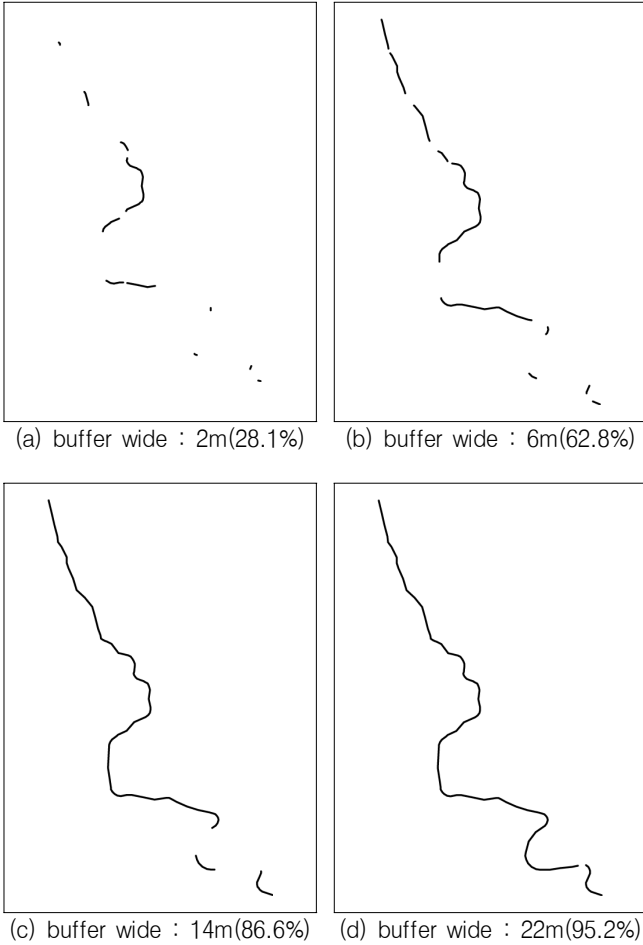 (a) buffer wide : 2m(28.1%)
(b) buffer wide : 6m(62.8%)
(c) buffer wide : 14m(86.6%)
(d) buffer wide : 22m(95.2%)